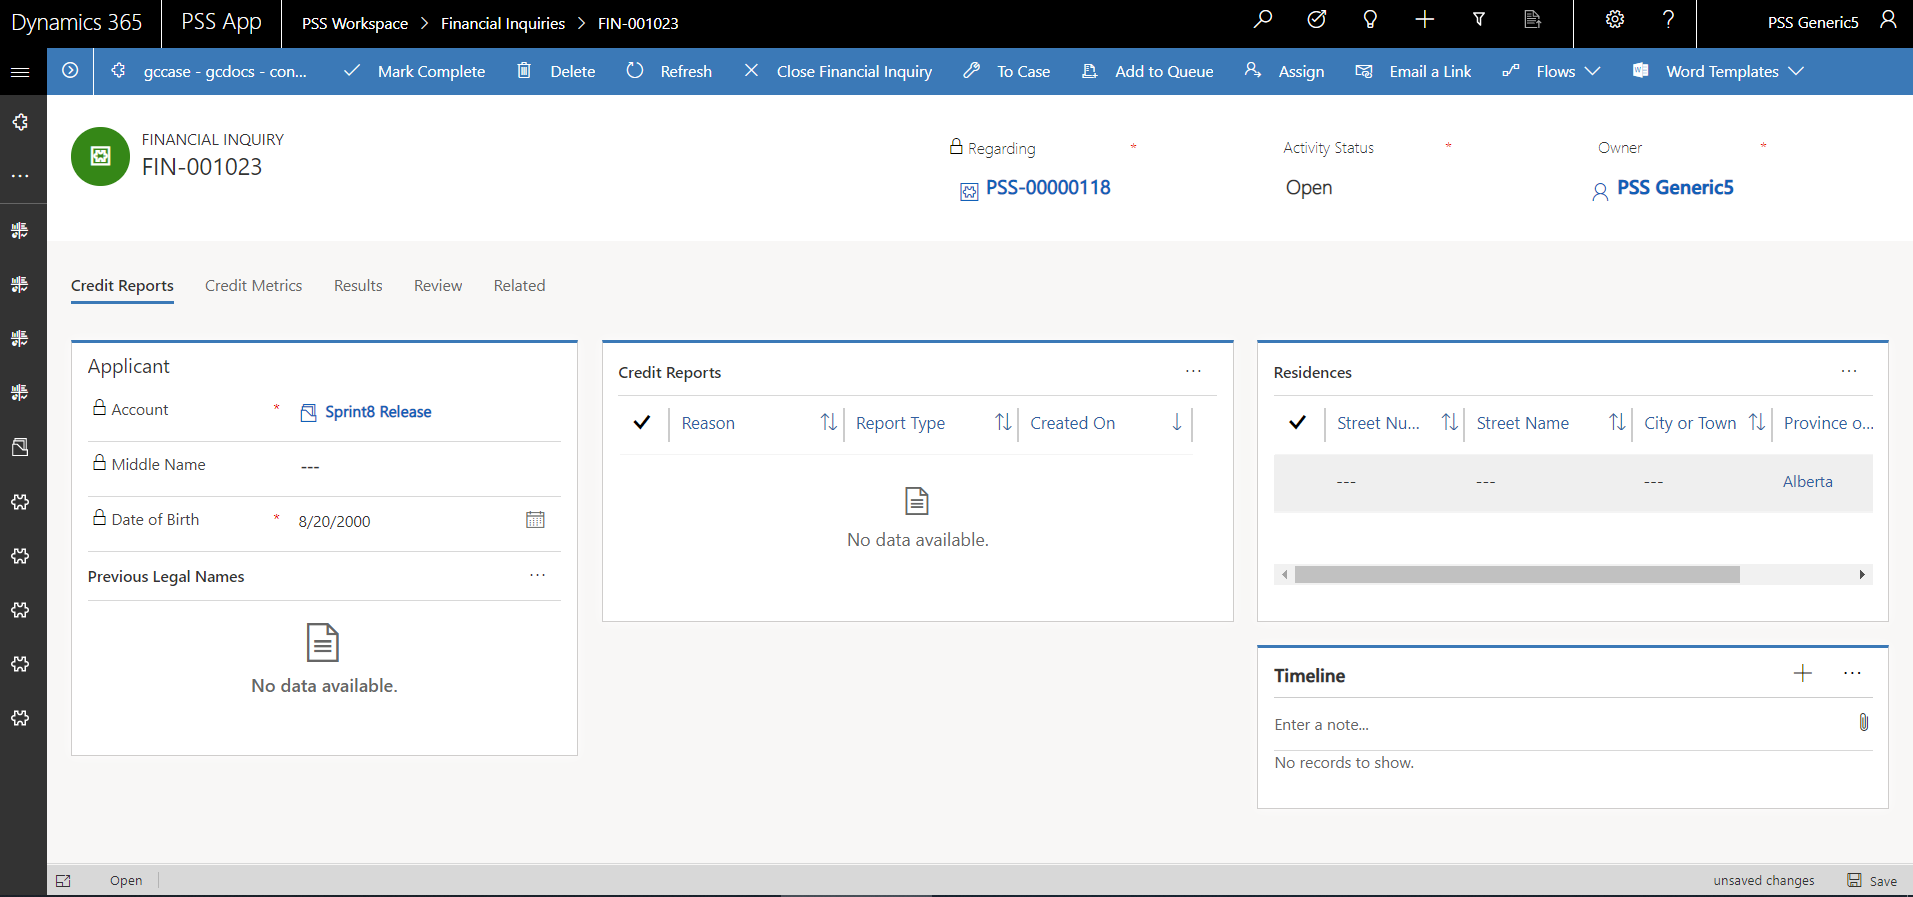 Dynamics 365
PSS App
PSS Workspace > Financial Inquiries > FIN-001023
PSS Generic5
gccase - gcdocs - con...
Mark Complete
Delete
Refresh
Close Financial Inquiry
To Case
Add to Queue
Assign
Email a Link
Flows
Word Templates
FINANCIAL INQUIRY
FIN-001023
Regarding *
PSS-00000118
Activity Status *
Open
Owner *
PSS Generic5
Credit Reports
Credit Metrics
Results
Review
Related
Applicant
Account * Sprint8 Release
Middle Name ---
Date of Birth * 8/20/2000
Previous Legal Names ...
No data available.
Credit Reports ...
Reason
Report Type
Created On
No data available.
Residences ...
Street Nu...
Street Name
City or Town
Province o...
--- --- --- Alberta
Timeline
Enter a note...
No records to show.
Open
unsaved changes
Save